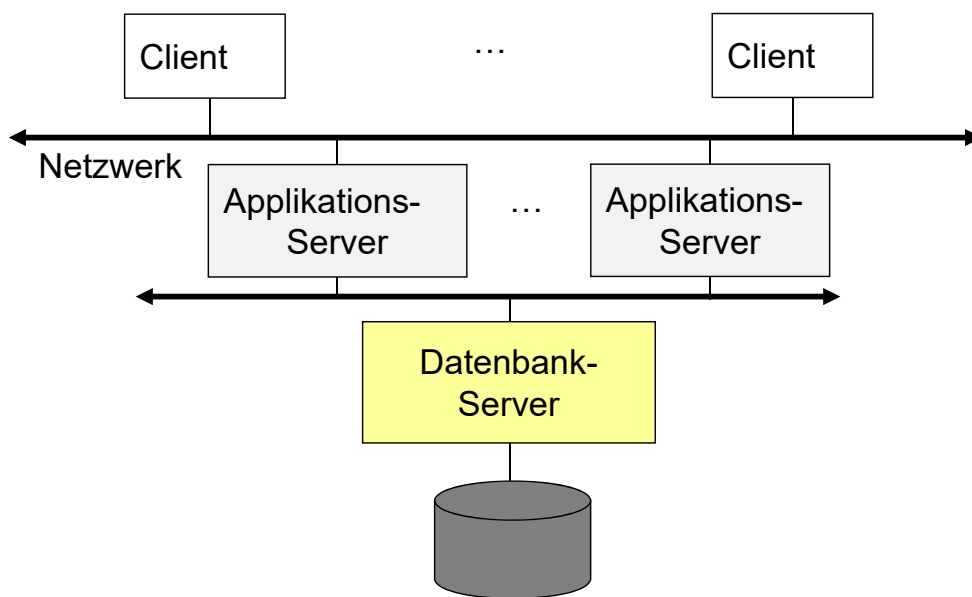 Client
…
Client
Netzwerk
Applikations-
Server
…
Applikations-
Server
Datenbank-
Server